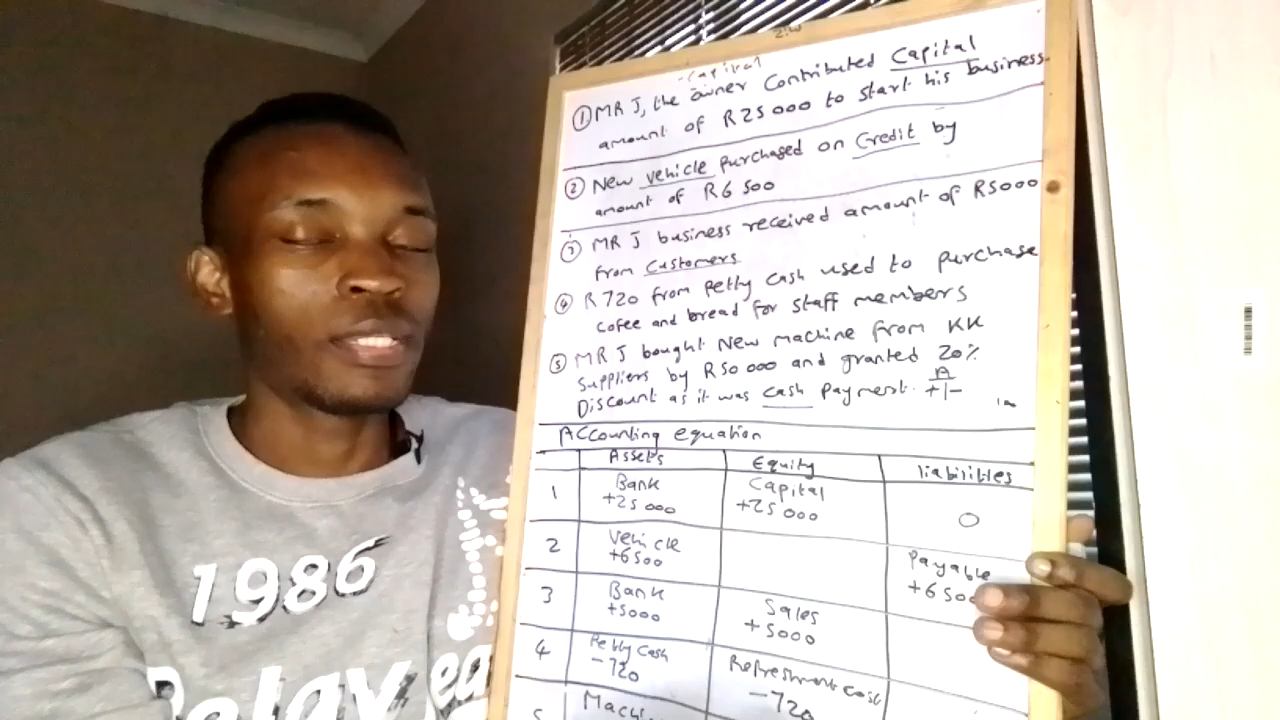 - Capital
① MR J, the owner Contributed Capital
amount of R25 000 to start his business.
② New vehicle purchased on Credit by
amount of R6 500
③ MR J business received amount of R5000
from Customers
④ R720 from Petty Cash used to purchase
Cofee and bread for staff members
⑤ MR J bought New machine from KK
Suppliers by R50 000 and granted 20%
Discount as it was cash Payment. A
+/-
Accounting equation
Assets Equity liabilities
1 Bank Capital
+25 000 +25 000 0
2 Vehicle Payable
+6500 +6 500
3 Bank Sales
+5000 +5000
4 Petty Cash Refreshment Cost
-720 -720
5 Machi
1986
Relay